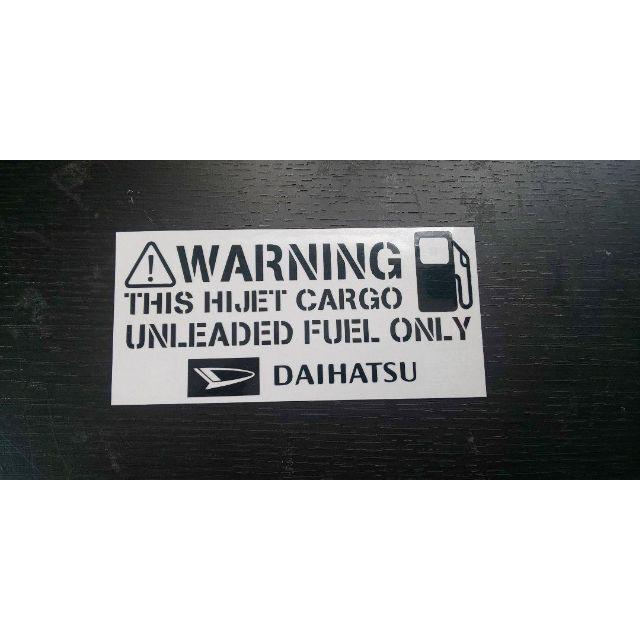 WARNING
THIS HIJET CARGO
UNLEADED FUEL ONLY
DAIHATSU